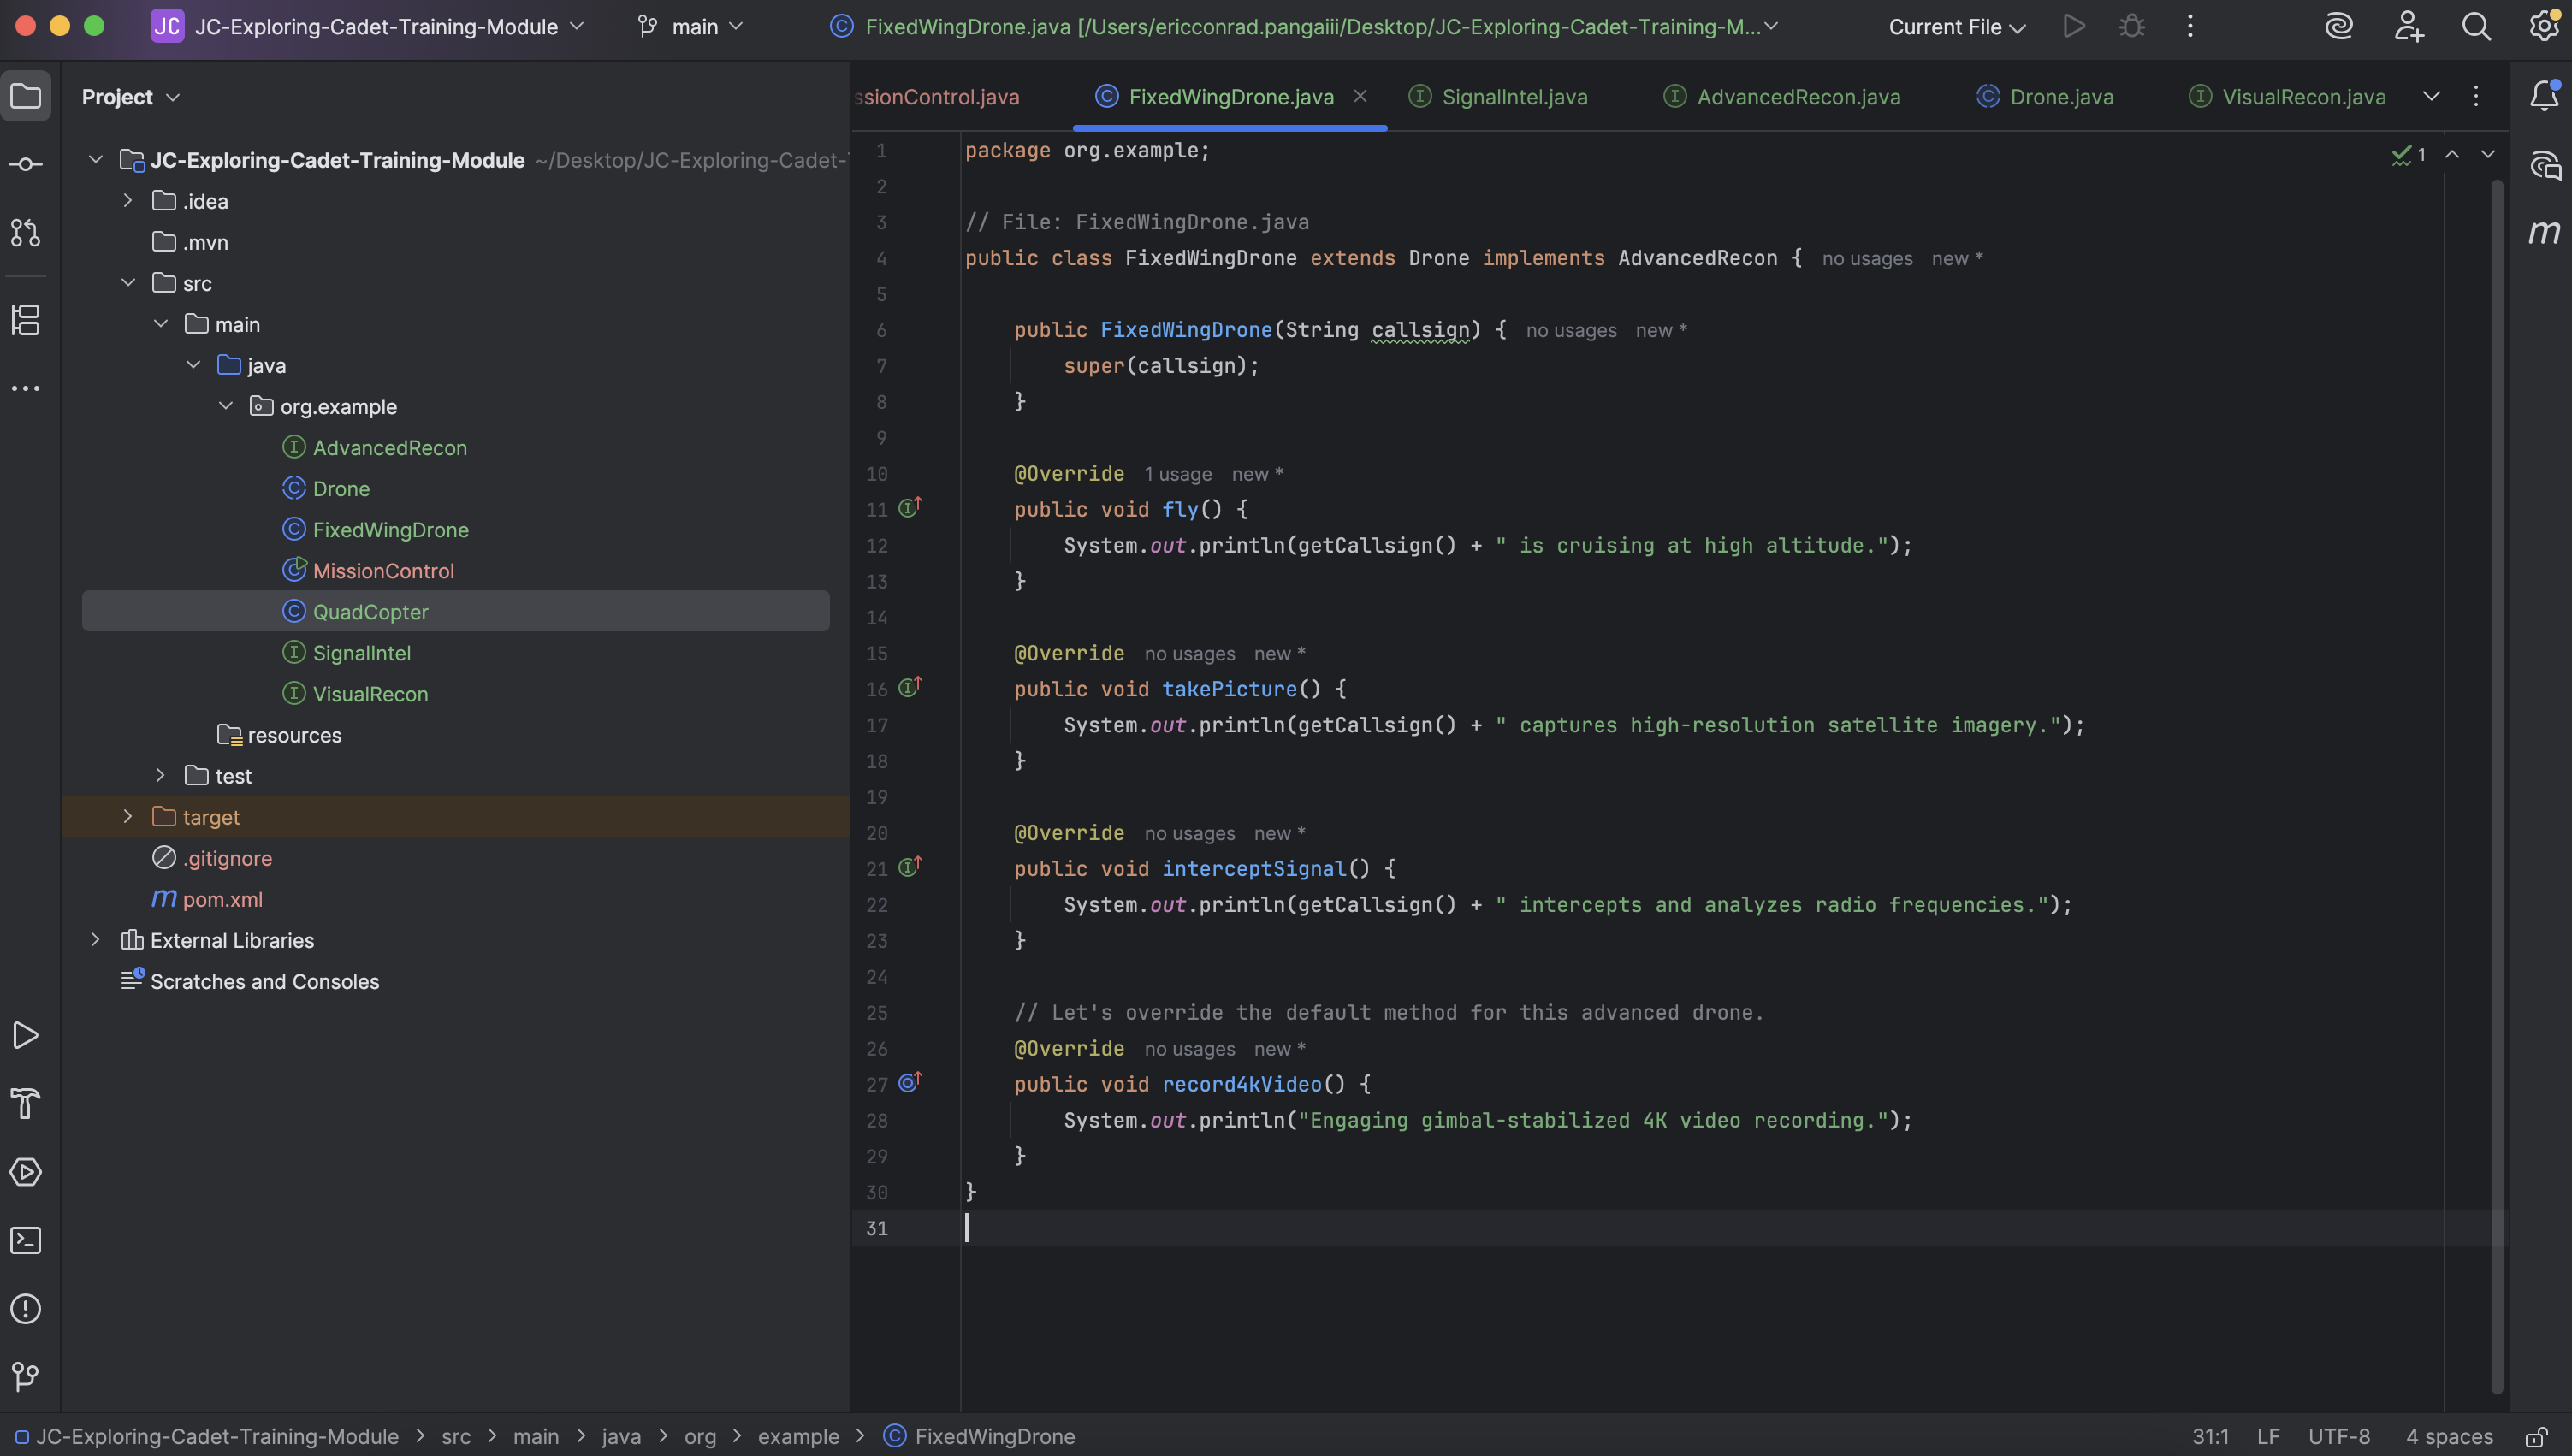 JC JC-Exploring-Cadet-Training-Module main FixedWingDrone.java [/Users/ericconrad.pangaiii/Desktop/JC-Exploring-Cadet-Training-M... Current File
Project
JC-Exploring-Cadet-Training-Module ~/Desktop/JC-Exploring-Cadet-
.idea
.mvn
src
main
java
org.example
AdvancedRecon
Drone
FixedWingDrone
MissionControl
QuadCopter
SignalIntel
VisualRecon
resources
test
target
.gitignore
m pom.xml
External Libraries
Scratches and Consoles
ssionControl.java FixedWingDrone.java SignalIntel.java AdvancedRecon.java Drone.java VisualRecon.java
1 package org.example;
1
2
3 // File: FixedWingDrone.java
4 public class FixedWingDrone extends Drone implements AdvancedRecon { no usages new *
5
6 public FixedWingDrone(String callsign) { no usages new *
7 super(callsign);
8 }
9
10 @Override 1 usage new *
11 public void fly() {
12 System.out.println(getCallsign() + " is cruising at high altitude.");
13 }
14
15 @Override no usages new *
16 public void takePicture() {
17 System.out.println(getCallsign() + " captures high-resolution satellite imagery.");
18 }
19
20 @Override no usages new *
21 public void interceptSignal() {
22 System.out.println(getCallsign() + " intercepts and analyzes radio frequencies.");
23 }
24
25 // Let's override the default method for this advanced drone.
26 @Override no usages new *
27 public void record4kVideo() {
28 System.out.println("Engaging gimbal-stabilized 4K video recording.");
29 }
30 }
31
m
JC-Exploring-Cadet-Training-Module > src > main > java > org > example > FixedWingDrone 31:1 LF UTF-8 4 spaces